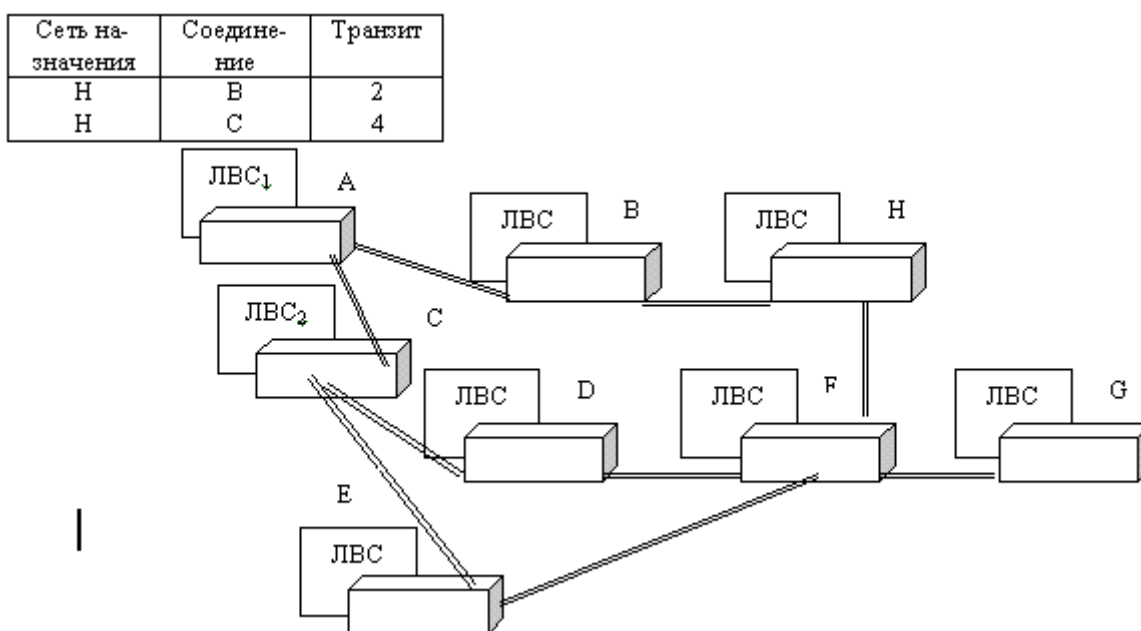 Сеть на- Соедине- Транзит
значения ние
Н В 2
Н С 4
ЛВС1 А
ЛВС В ЛВС Н
ЛВС2 С
ЛВС D ЛВС F ЛВС G
E
ЛВС